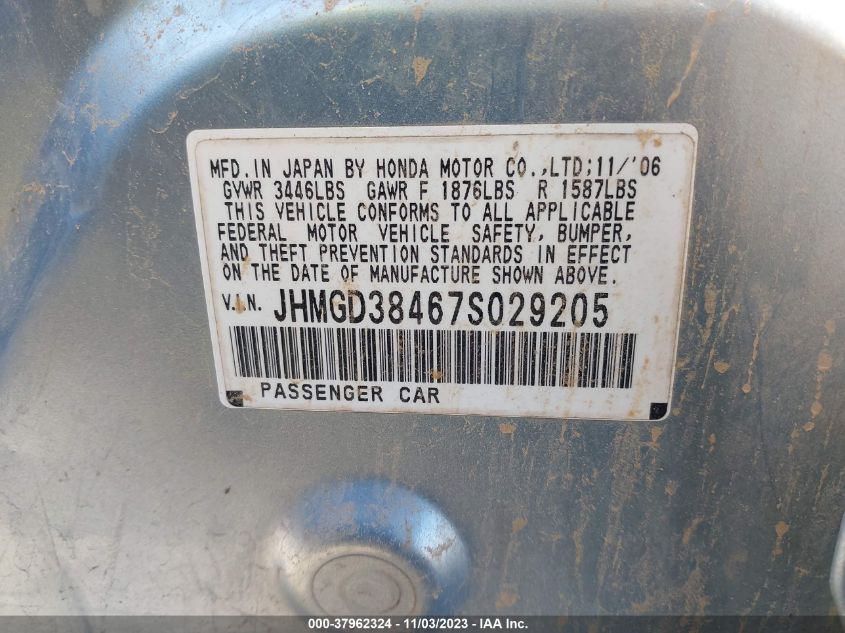 MFD. IN JAPAN BY HONDA MOTOR CO.,LTD;11/'06
GVWR 3446LBS GAWR F 1876LBS R 1587LBS
THIS VEHICLE CONFORMS TO ALL APPLICABLE
FEDERAL MOTOR VEHICLE SAFETY, BUMPER,
AND THEFT PREVENTION STANDARDS IN EFFECT
ON THE DATE OF MANUFACTURE SHOWN ABOVE.
V.I.N. JHMGD38467S029205
PASSENGER CAR
000-37962324 - 11/03/2023 - IAAI - US, Inc.